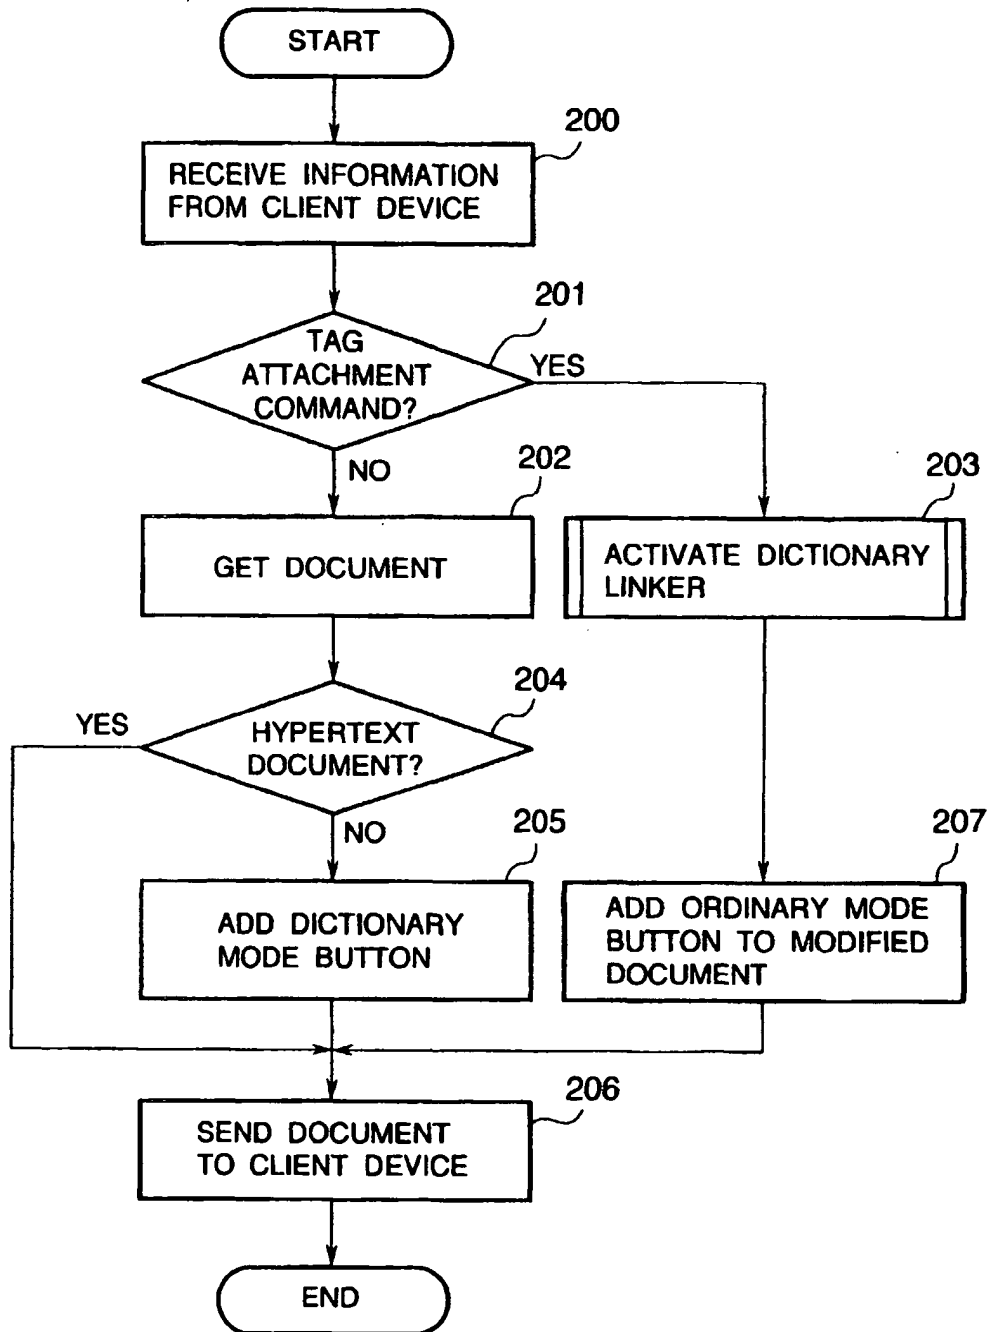 START
200
RECEIVE INFORMATION
FROM CLIENT DEVICE
201
TAG
ATTACHMENT
COMMAND?
YES
NO
202
203
GET DOCUMENT
ACTIVATE DICTIONARY
LINKER
204
YES
HYPERTEXT
DOCUMENT?
NO
205
207
ADD DICTIONARY
MODE BUTTON
ADD ORDINARY MODE
BUTTON TO MODIFIED
DOCUMENT
206
SEND DOCUMENT
TO CLIENT DEVICE
END